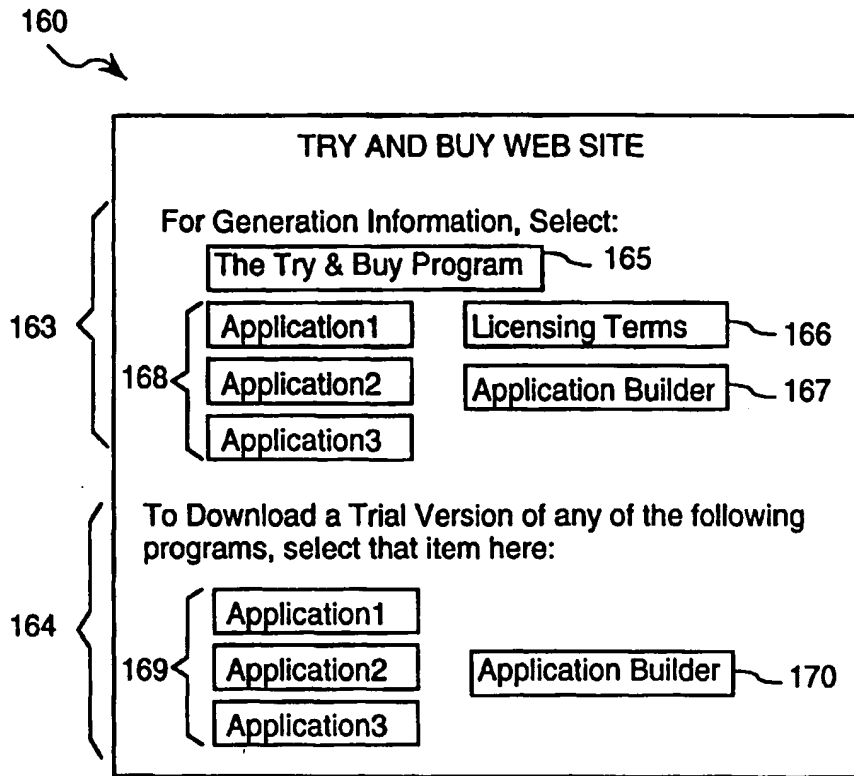 160
TRY AND BUY WEB SITE
For Generation Information, Select:
The Try & Buy Program 165
163
168
Application1 Licensing Terms 166
Application2 Application Builder 167
Application3
To Download a Trial Version of any of the following
programs, select that item here:
164
169
Application1
Application2 Application Builder 170
Application3